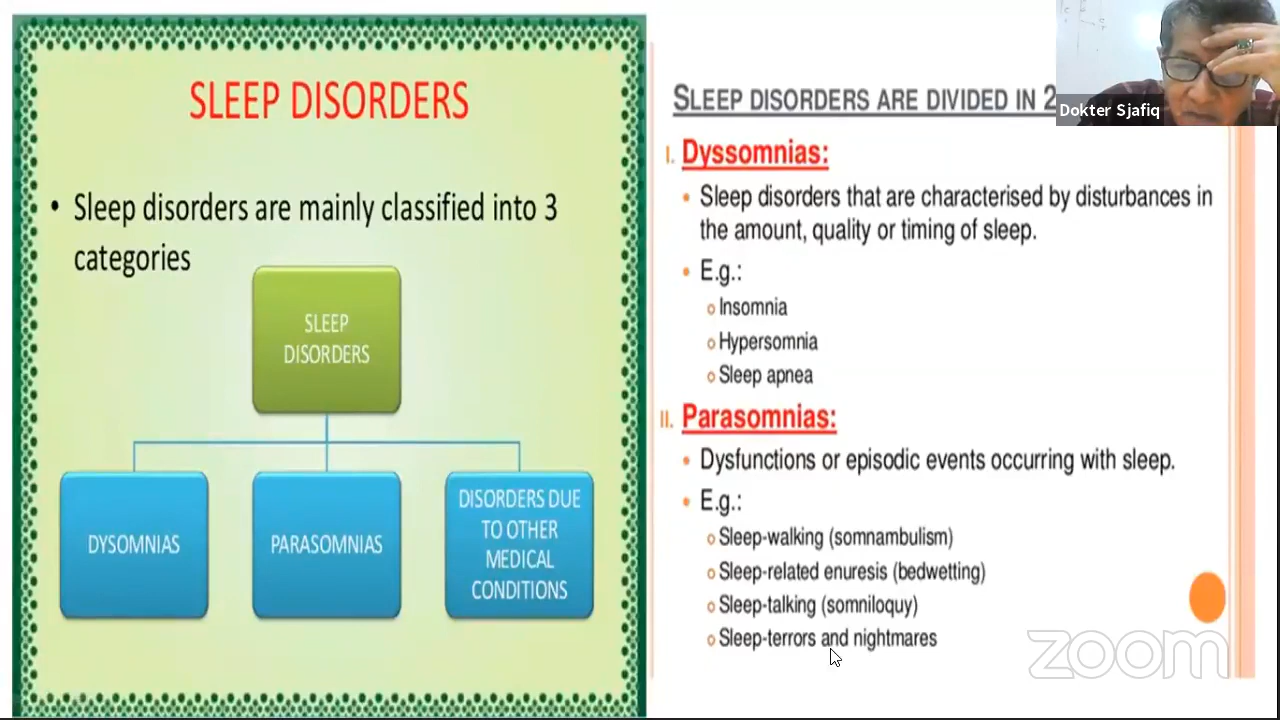 SLEEP DISORDERS
• Sleep disorders are mainly classified into 3
categories
SLEEP
DISORDERS
DYSOMNIAS
PARASOMNIAS
DISORDERS DUE
TO OTHER
MEDICAL
CONDITIONS
SLEEP DISORDERS ARE DIVIDED IN 2
Dokter Sjafiq
I. Dyssomnias:
• Sleep disorders that are characterised by disturbances in
the amount, quality or timing of sleep.
• E.g.:
o Insomnia
o Hypersomnia
o Sleep apnea
II. Parasomnias:
• Dysfunctions or episodic events occurring with sleep.
• E.g.:
o Sleep-walking (somnambulism)
o Sleep-related enuresis (bedwetting)
o Sleep-talking (somniloquy)
o Sleep-terrors and nightmares
zoom